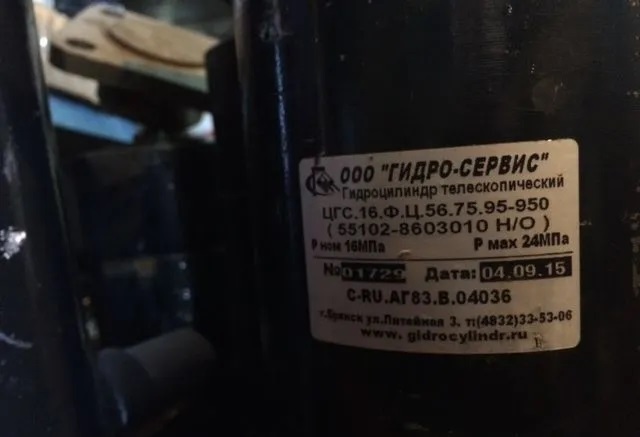 ООО "ГИДРО-СЕРВИС"
Гидроцилиндр телескопический
ЦГС.16.Ф.Ц.56.75.95-950
( 55102-8603010 Н/О )
Р ном 16МПа Р мах 24МПа
№ 01729 Дата: 04.09.15
C-RU.АГ83.В.04036
г.Брянск ул.Литейная 3, т(4832)33-53-06
www. gidrocylindr.ru